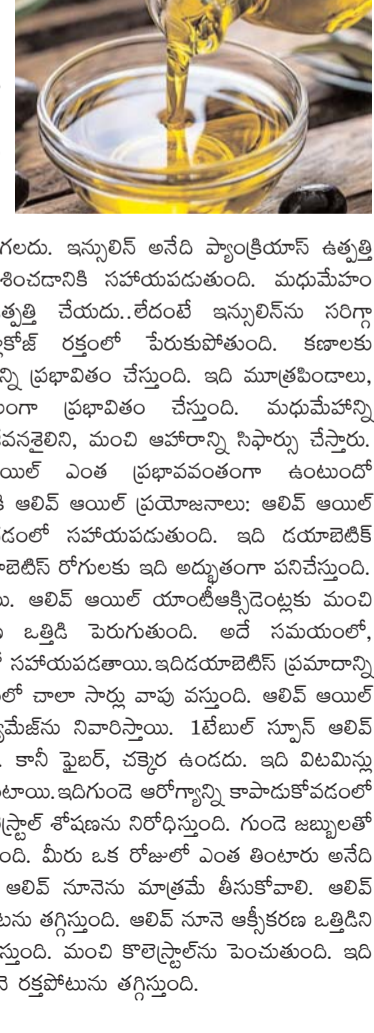 గలదు. ఇన్సులిన్ అనేది ప్యాంక్రియాస్ ఉత్పత్తి
శించడానికి సహాయపడుతుంది. మధుమేహం
త్పత్తి చేయదు..లేదంటే ఇన్సులిన్‌ను సరిగ్గా
కోజ్ రక్తంలో పేరుకుపోతుంది. కణాలకు
న్ని ప్రభావితం చేస్తుంది. ఇది మూత్రపిండాలు,
లంగా ప్రభావితం చేస్తుంది. మధుమేహాన్ని
వనశైలిని, మంచి ఆహారాన్ని సిఫార్సు చేస్తారు.
యిల్ ఎంత ప్రభావవంతంగా ఉంటుందో
కి ఆలివ్ ఆయిల్ ప్రయోజనాలు: ఆలివ్ ఆయిల్
డంలో సహాయపడుతుంది. ఇది డయాబెటిక్
బెటిస్ రోగులకు ఇది అద్భుతంగా పనిచేస్తుంది.
యి. ఆలివ్ ఆయిల్ యాంటీఆక్సిడెంట్లకు మంచి
ఒత్తిడి పెరుగుతుంది. అదే సమయంలో,
సహాయపడతాయి.ఇదిడయాబెటిస్ ప్రమాదాన్ని
లో చాలా సార్లు వాపు వస్తుంది. ఆలివ్ ఆయిల్
మేజ్‌ను నివారిస్తాయి. 1టేబుల్ స్పూన్ ఆలివ్
. కానీ ఫైబర్, చక్కెర ఉండదు. ఇది విటమిన్లు
టాయి.ఇదిగుండె ఆరోగ్యాన్ని కాపాడుకోవడంలో
స్ట్రాల్ శోషణను నిరోధిస్తుంది. గుండె జబ్బులతో
ంది. మీరు ఒక రోజులో ఎంత తింటారు అనేది
ఆలివ్ నూనెను మాత్రమే తీసుకోవాలి. ఆలివ్
టను తగ్గిస్తుంది. ఆలివ్ నూనె ఆక్సీకరణ ఒత్తిడిని
స్తుంది. మంచి కొలెస్ట్రాల్‌ను పెంచుతుంది. ఇది
నె రక్తపోటును తగ్గిస్తుంది.